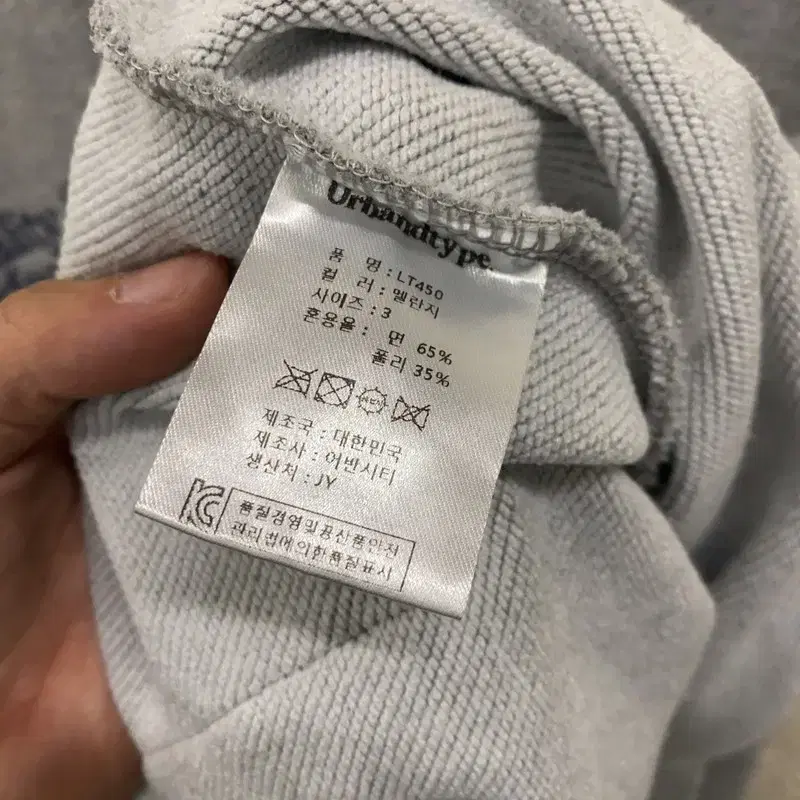 Urbandtype
품 명 : LT450
컬 러 : 멜란지
사이즈 : 3
혼용율 : 면 65%
폴리 35%
제조국 : 대한민국
제조사 : 어반시티
생산처 : JY
품질경영및공산품안전
관리법에의한품질표시